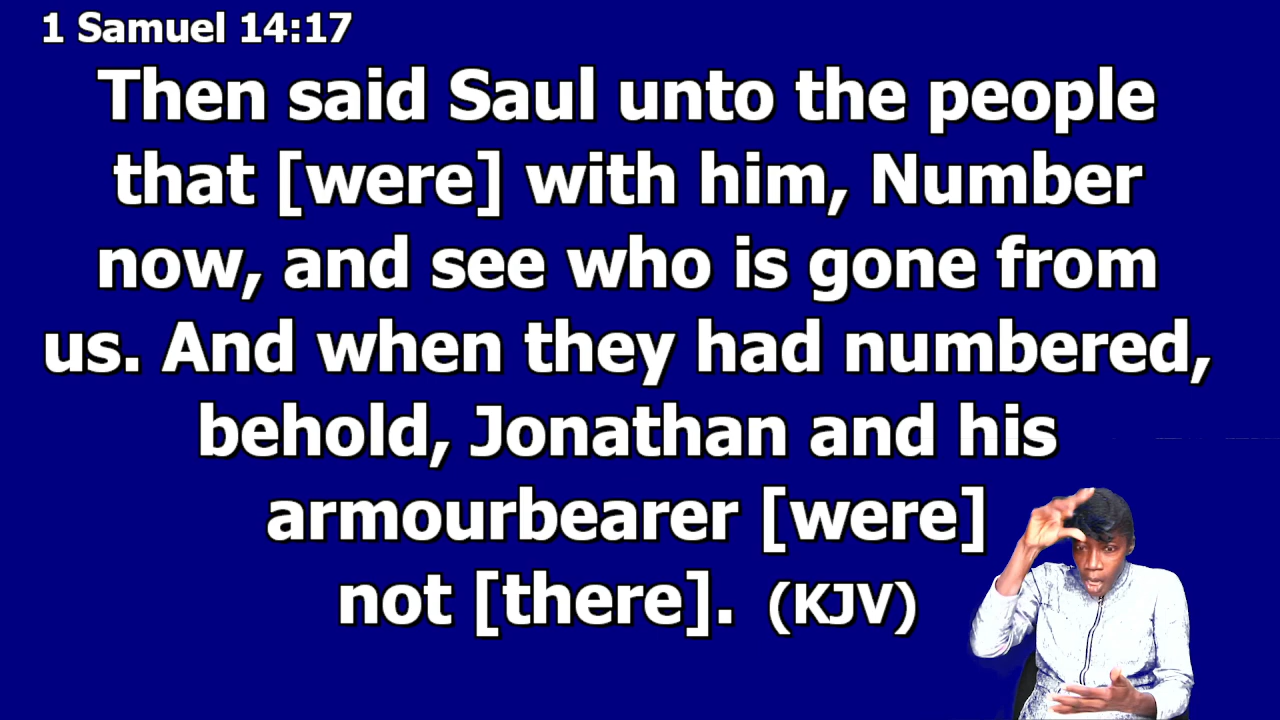 1 Samuel 14:17
Then said Saul unto the people
that [were] with him, Number
now, and see who is gone from
us. And when they had numbered,
behold, Jonathan and his
armourbearer [were]
not [there]. (KJV)